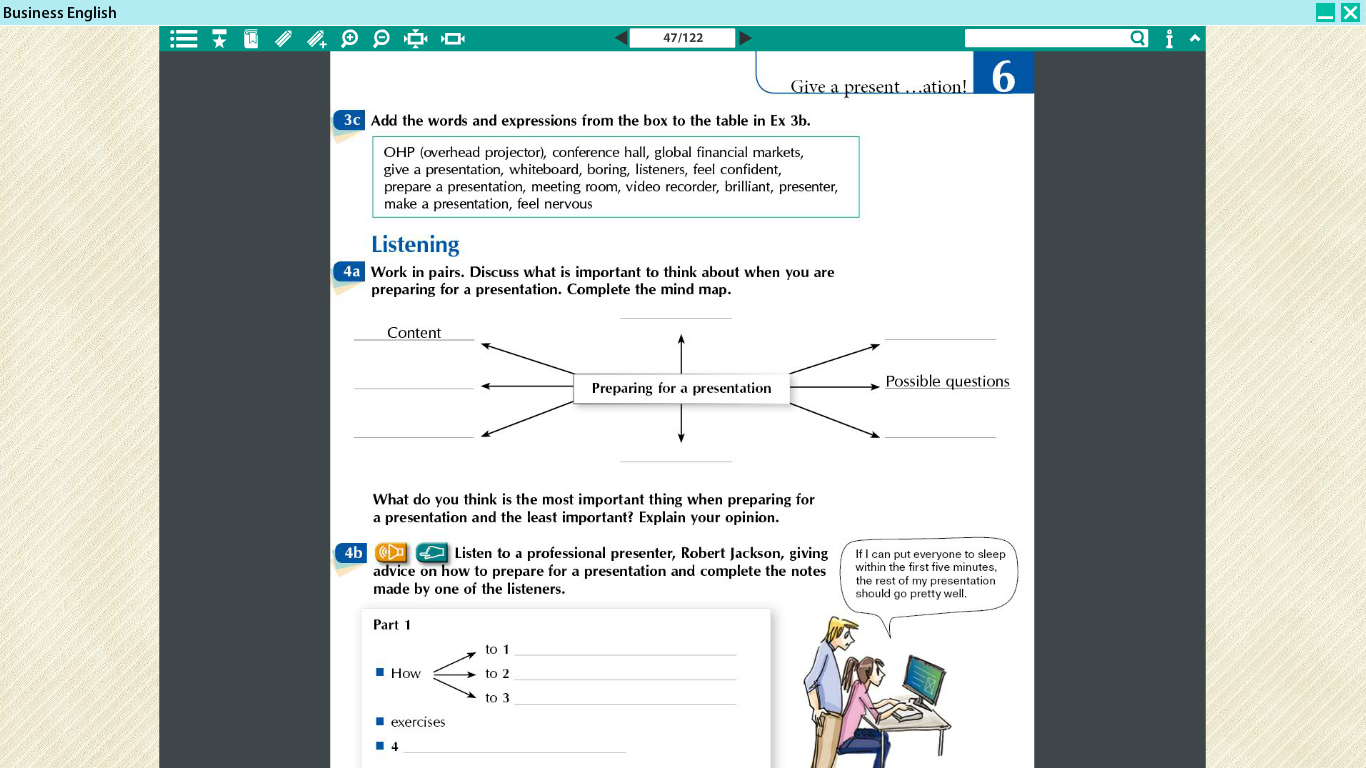 Business English
47/122
Give a present …ation!
6
3c Add the words and expressions from the box to the table in Ex 3b.
OHP (overhead projector), conference hall, global financial markets,
give a presentation, whiteboard, boring, listeners, feel confident,
prepare a presentation, meeting room, video recorder, brilliant, presenter,
make a presentation, feel nervous
Listening
4a Work in pairs. Discuss what is important to think about when you are
preparing for a presentation. Complete the mind map.
Content
Possible questions
Preparing for a presentation
What do you think is the most important thing when preparing for
a presentation and the least important? Explain your opinion.
4b Listen to a professional presenter, Robert Jackson, giving
advice on how to prepare for a presentation and complete the notes
made by one of the listeners.
If I can put everyone to sleep
within the first five minutes,
the rest of my presentation
should go pretty well.
Part 1
to 1
How
to 2
to 3
exercises
4